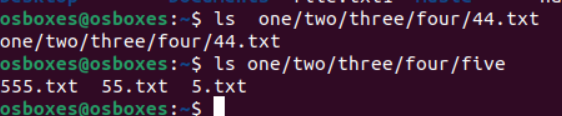 osboxes@osboxes:~$ ls  one/two/three/four/44.txt
one/two/three/four/44.txt
osboxes@osboxes:~$ ls one/two/three/four/five
555.txt  55.txt  5.txt
osboxes@osboxes:~$